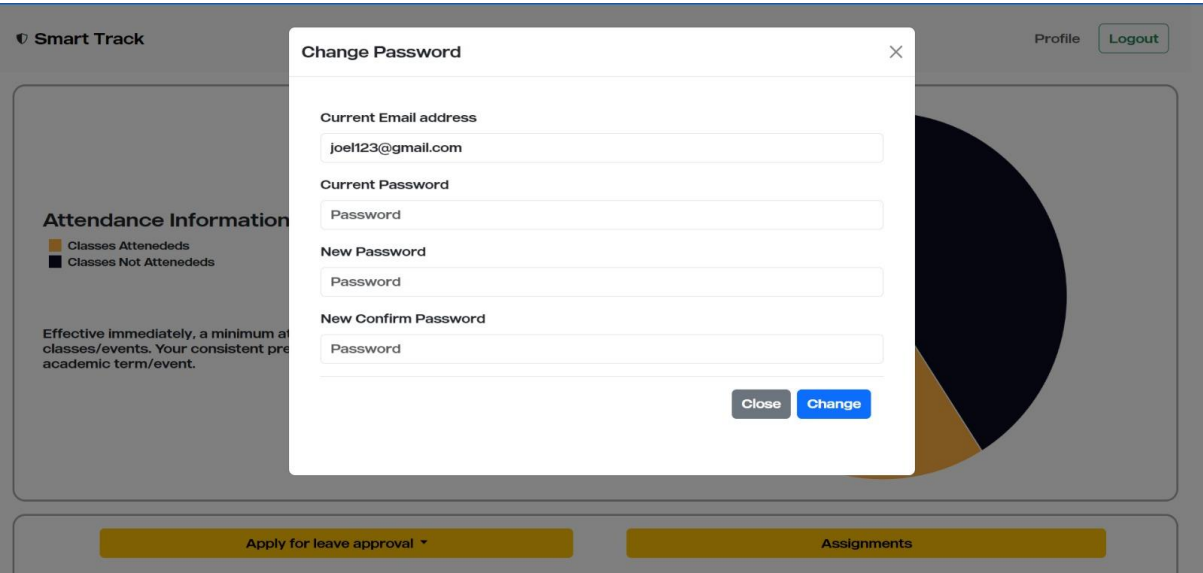 Smart Track
Profile
Logout
Change Password
Current Email address
joel123@gmail.com
Current Password
Password
New Password
Password
New Confirm Password
Password
Close
Change
Attendance Information
Classes Attenededs
Classes Not Attenededs
Effective immediately, a minimum
classes/events. Your consistent
academic term/event.
Apply for leave approval
Assignments